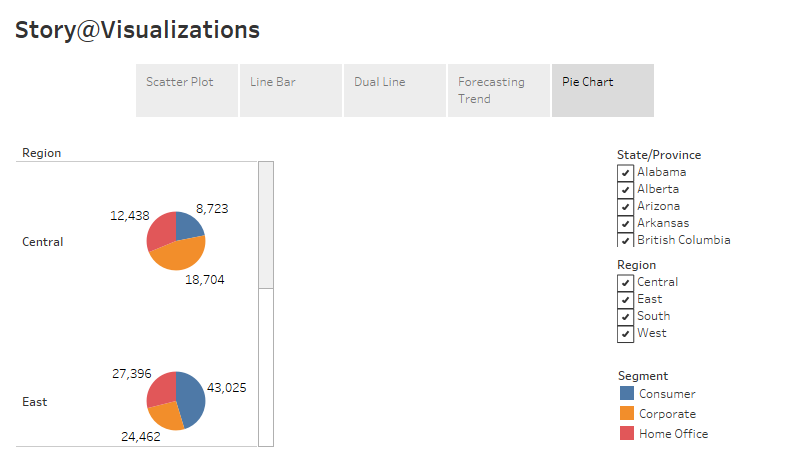 Story@Visualizations
Scatter Plot
Line Bar
Dual Line
Forecasting
Trend
Pie Chart
Region
Central
12,438
8,723
18,704
East
27,396
43,025
24,462
State/Province
Alabama
Alberta
Arizona
Arkansas
British Columbia
Region
Central
East
South
West
Segment
Consumer
Corporate
Home Office